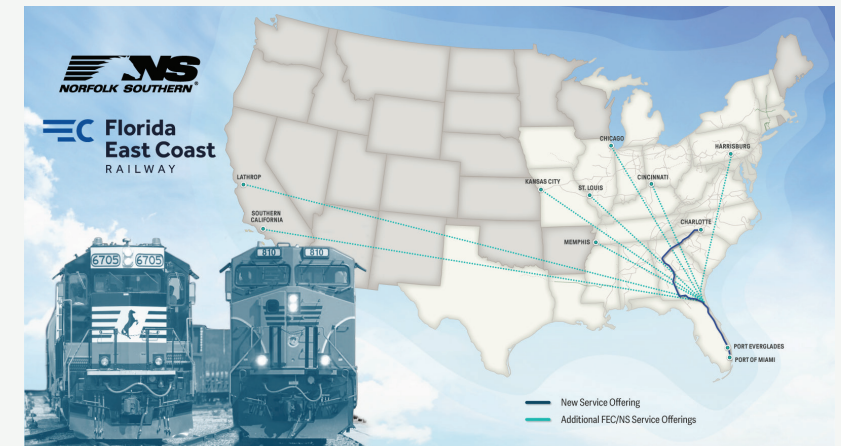 NS
NORFOLK SOUTHERN®
Florida
East Coast
RAILWAY
LATHROP
SOUTHERN
CALIFORNIA
KANSAS CITY
ST. LOUIS
CHICAGO
CINCINNATI
HARRISBURG
CHARLOTTE
MEMPHIS
PORT EVERGLADES
PORT OF MIAMI
6705 6705
810 810
New Service Offering
Additional FEC/NS Service Offerings